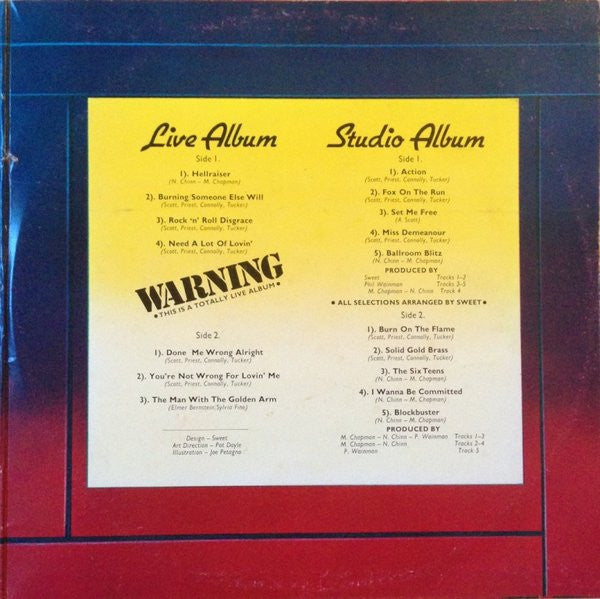 Live Album
Side 1.
1). Hellraiser
(N. Chinn – M. Chapman)
2). Burning Someone Else Will
(Scott, Priest, Connolly, Tucker)
3). Rock 'n' Roll Disgrace
(Scott, Priest, Connolly, Tucker)
4). Need A Lot Of Lovin'
(Scott, Priest, Connolly, Tucker)
WARNING
• THIS IS A TOTALLY LIVE ALBUM •
Side 2.
1). Done Me Wrong Alright
(Scott, Priest, Connolly, Tucker)
2). You're Not Wrong For Lovin' Me
(Scott, Priest, Connolly, Tucker)
3). The Man With The Golden Arm
(Elmer Bernstein/Sylvia Fine)
Design – Sweet
Art Direction – Pat Doyle
Illustration – Joe Petagno
Studio Album
Side 1.
1). Action
(Scott, Priest, Connolly, Tucker)
2). Fox On The Run
(Scott, Priest, Connolly, Tucker)
3). Set Me Free
(A. Scott)
4). Miss Demeanour
(Scott, Priest, Connolly, Tucker)
5). Ballroom Blitz
(N. Chinn – M. Chapman)
PRODUCED BY
Sweet Tracks 1–2
Phil Wainman Tracks 3–5
M. Chapman – N. Chinn Track 4
• ALL SELECTIONS ARRANGED BY SWEET •
Side 2.
1). Burn On The Flame
(Scott, Priest, Connolly, Tucker)
2). Solid Gold Brass
(Scott, Priest, Connolly, Tucker)
3). The Six Teens
(N. Chinn – M. Chapman)
4). I Wanna Be Committed
(N. Chinn – M. Chapman)
5). Blockbuster
(N. Chinn – M. Chapman)
PRODUCED BY
M. Chapman – N. Chinn – P. Wainman Tracks 1–3
M. Chapman – N. Chinn Tracks 2–4
P. Wainman Track 5